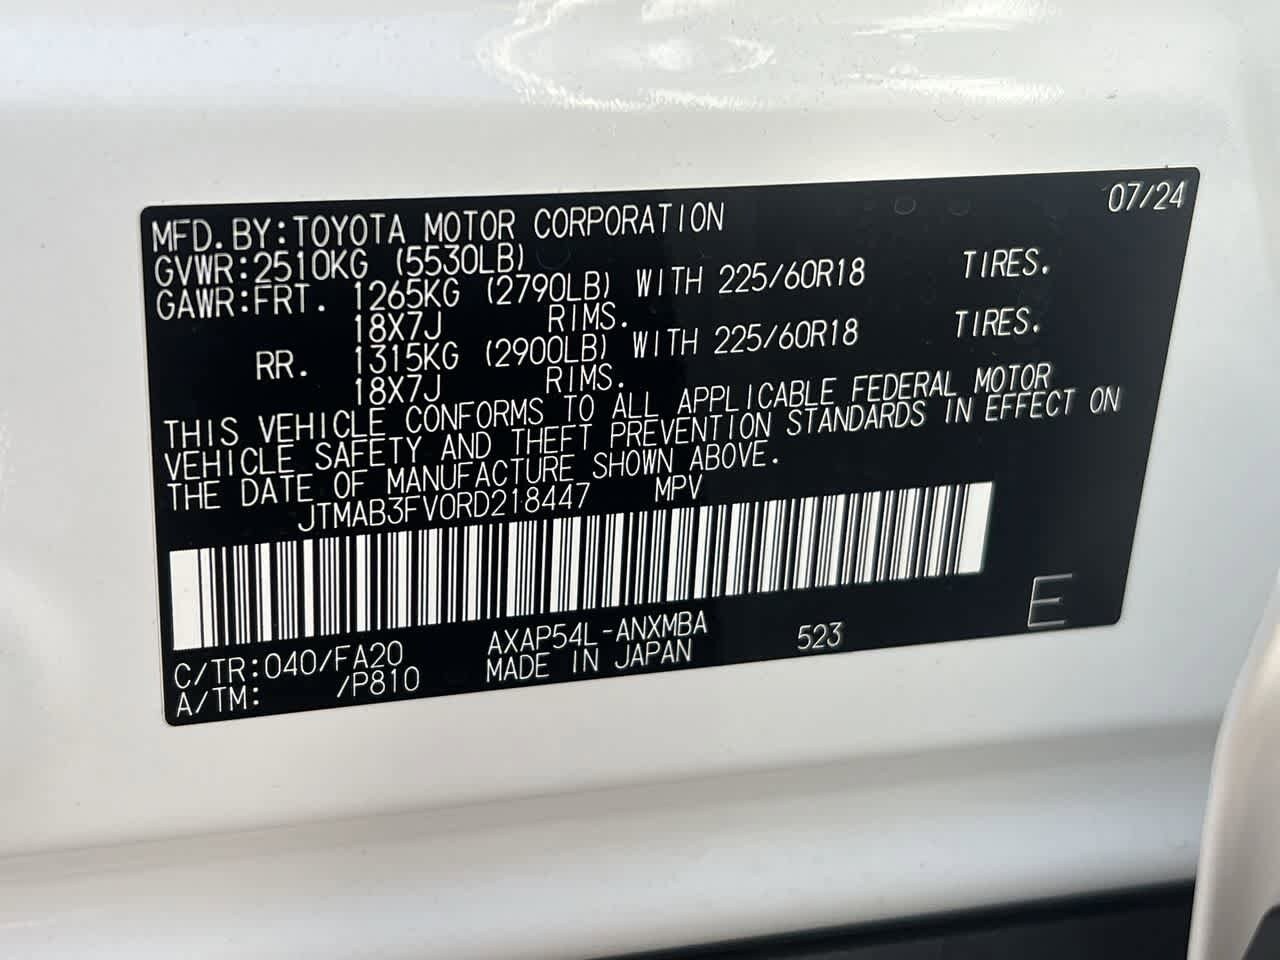 07/24
MFD.BY:TOYOTA MOTOR CORPORATION
GVWR:2510KG (5530LB)
GAWR:FRT. 1265KG (2790LB) WITH 225/60R18 TIRES.
18X7J RIMS.
RR. 1315KG (2900LB) WITH 225/60R18 TIRES.
18X7J RIMS.
THIS VEHICLE CONFORMS TO ALL APPLICABLE FEDERAL MOTOR
VEHICLE SAFETY AND THEFT PREVENTION STANDARDS IN EFFECT ON
THE DATE OF MANUFACTURE SHOWN ABOVE.
JTMAB3FV0RD218447 MPV
C/TR:040/FA20 AXAP54L-ANXMBA 523 E
A/TM: /P810 MADE IN JAPAN